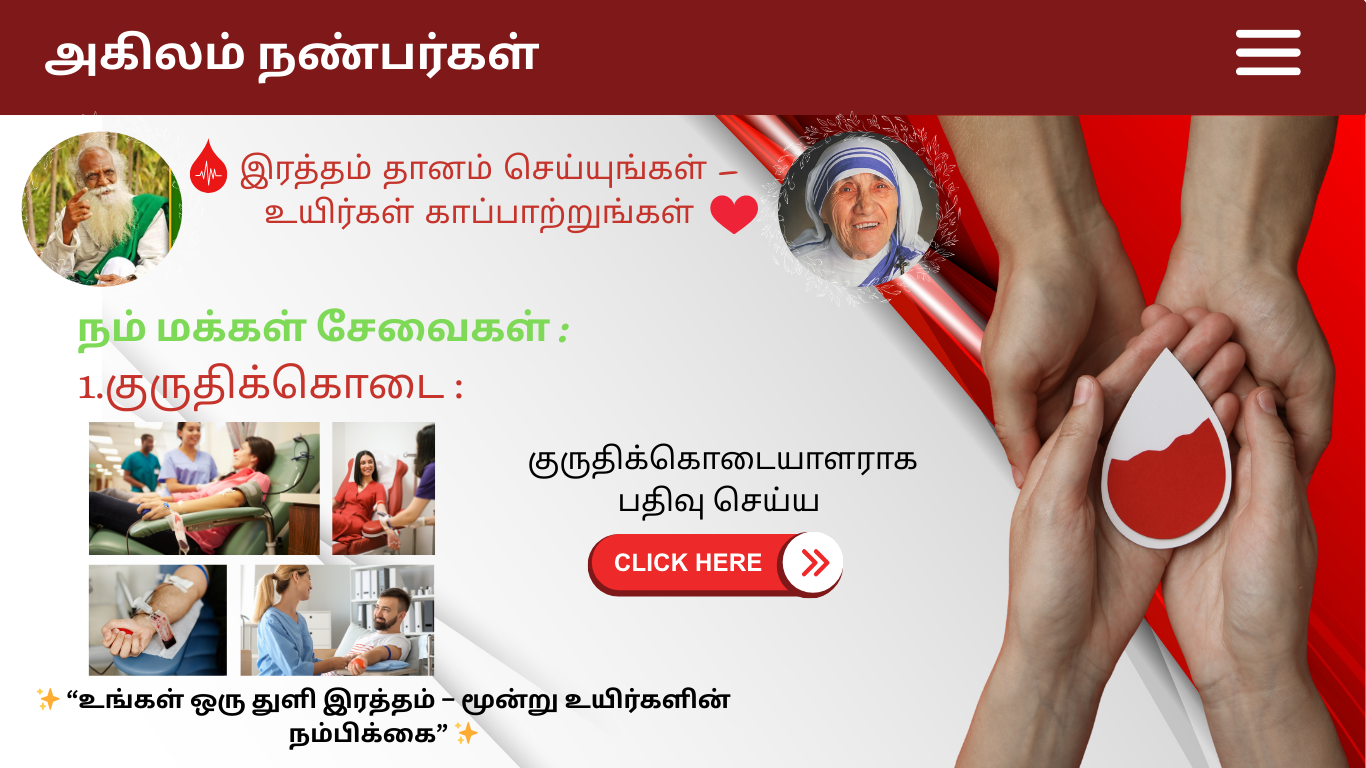 அகிலம் நண்பர்கள்
இரத்தம் தானம் செய்யுங்கள் –
உயிர்கள் காப்பாற்றுங்கள்
நம் மக்கள் சேவைகள் :
1.குருதிக்கொடை :
குருதிக்கொடையாளராக
பதிவு செய்ய
CLICK HERE
“உங்கள் ஒரு துளி இரத்தம் – மூன்று உயிர்களின்
நம்பிக்கை”